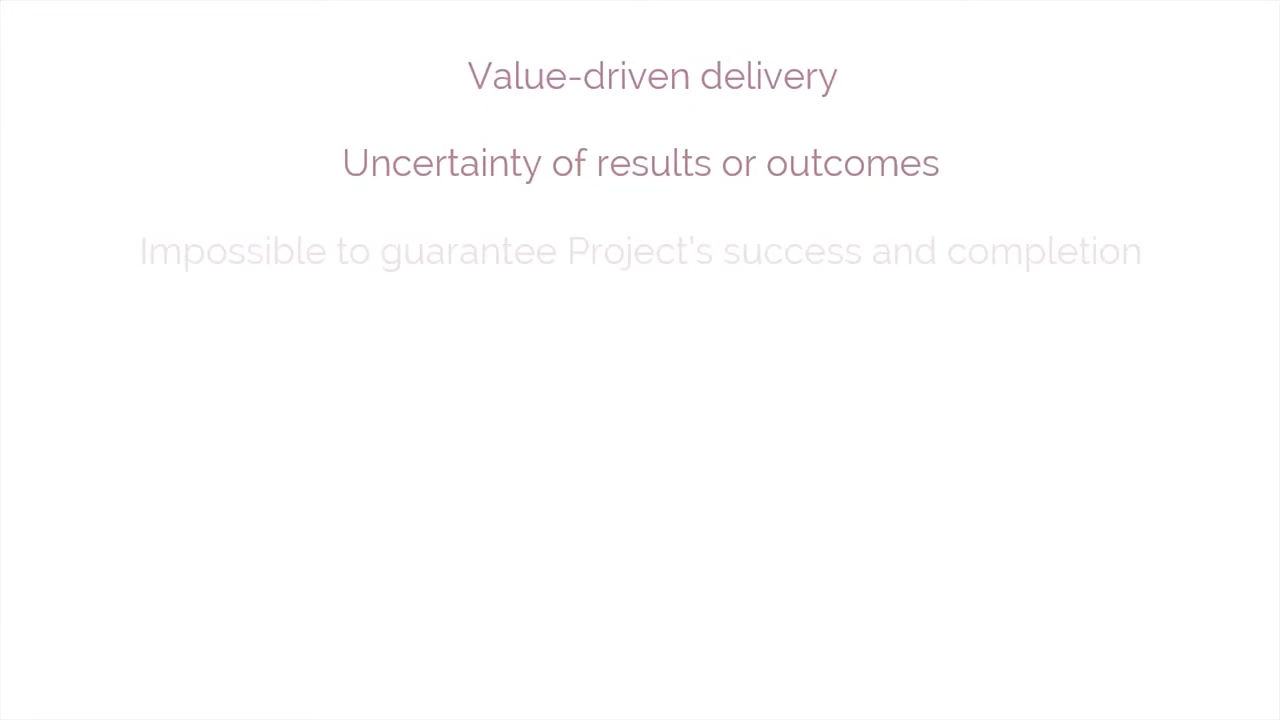 Value-driven delivery
Uncertainty of results or outcomes
Impossible to guarantee Project's success and completion